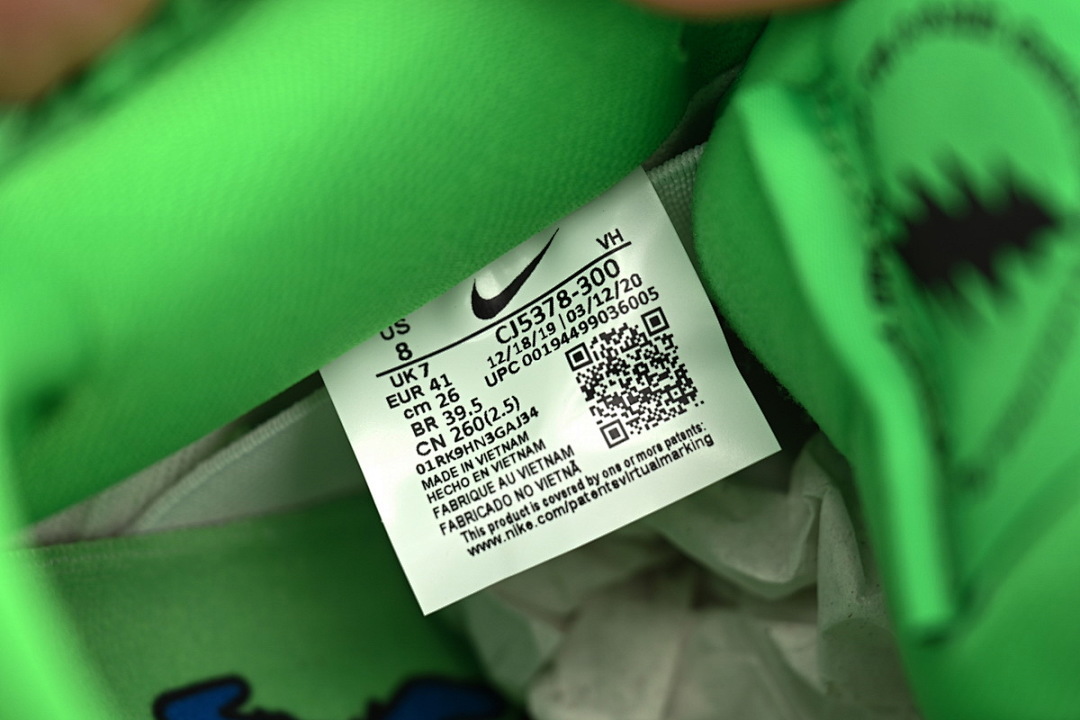 VH
US
8
CJ5378-300
12/18/19 | 03/12/20
UPC 00194499036005
UK 7
EUR 41
cm 26
BR 39.5
CN 260(2.5)
01RK9HN3GAJ34
MADE IN VIETNAM
HECHO EN VIETNAM
FABRIQUE AU VIETNAM
FABRICADO NO VIETNÃ
This product is covered by one or more patents:
www.nike.com/patentsvirtualmarking